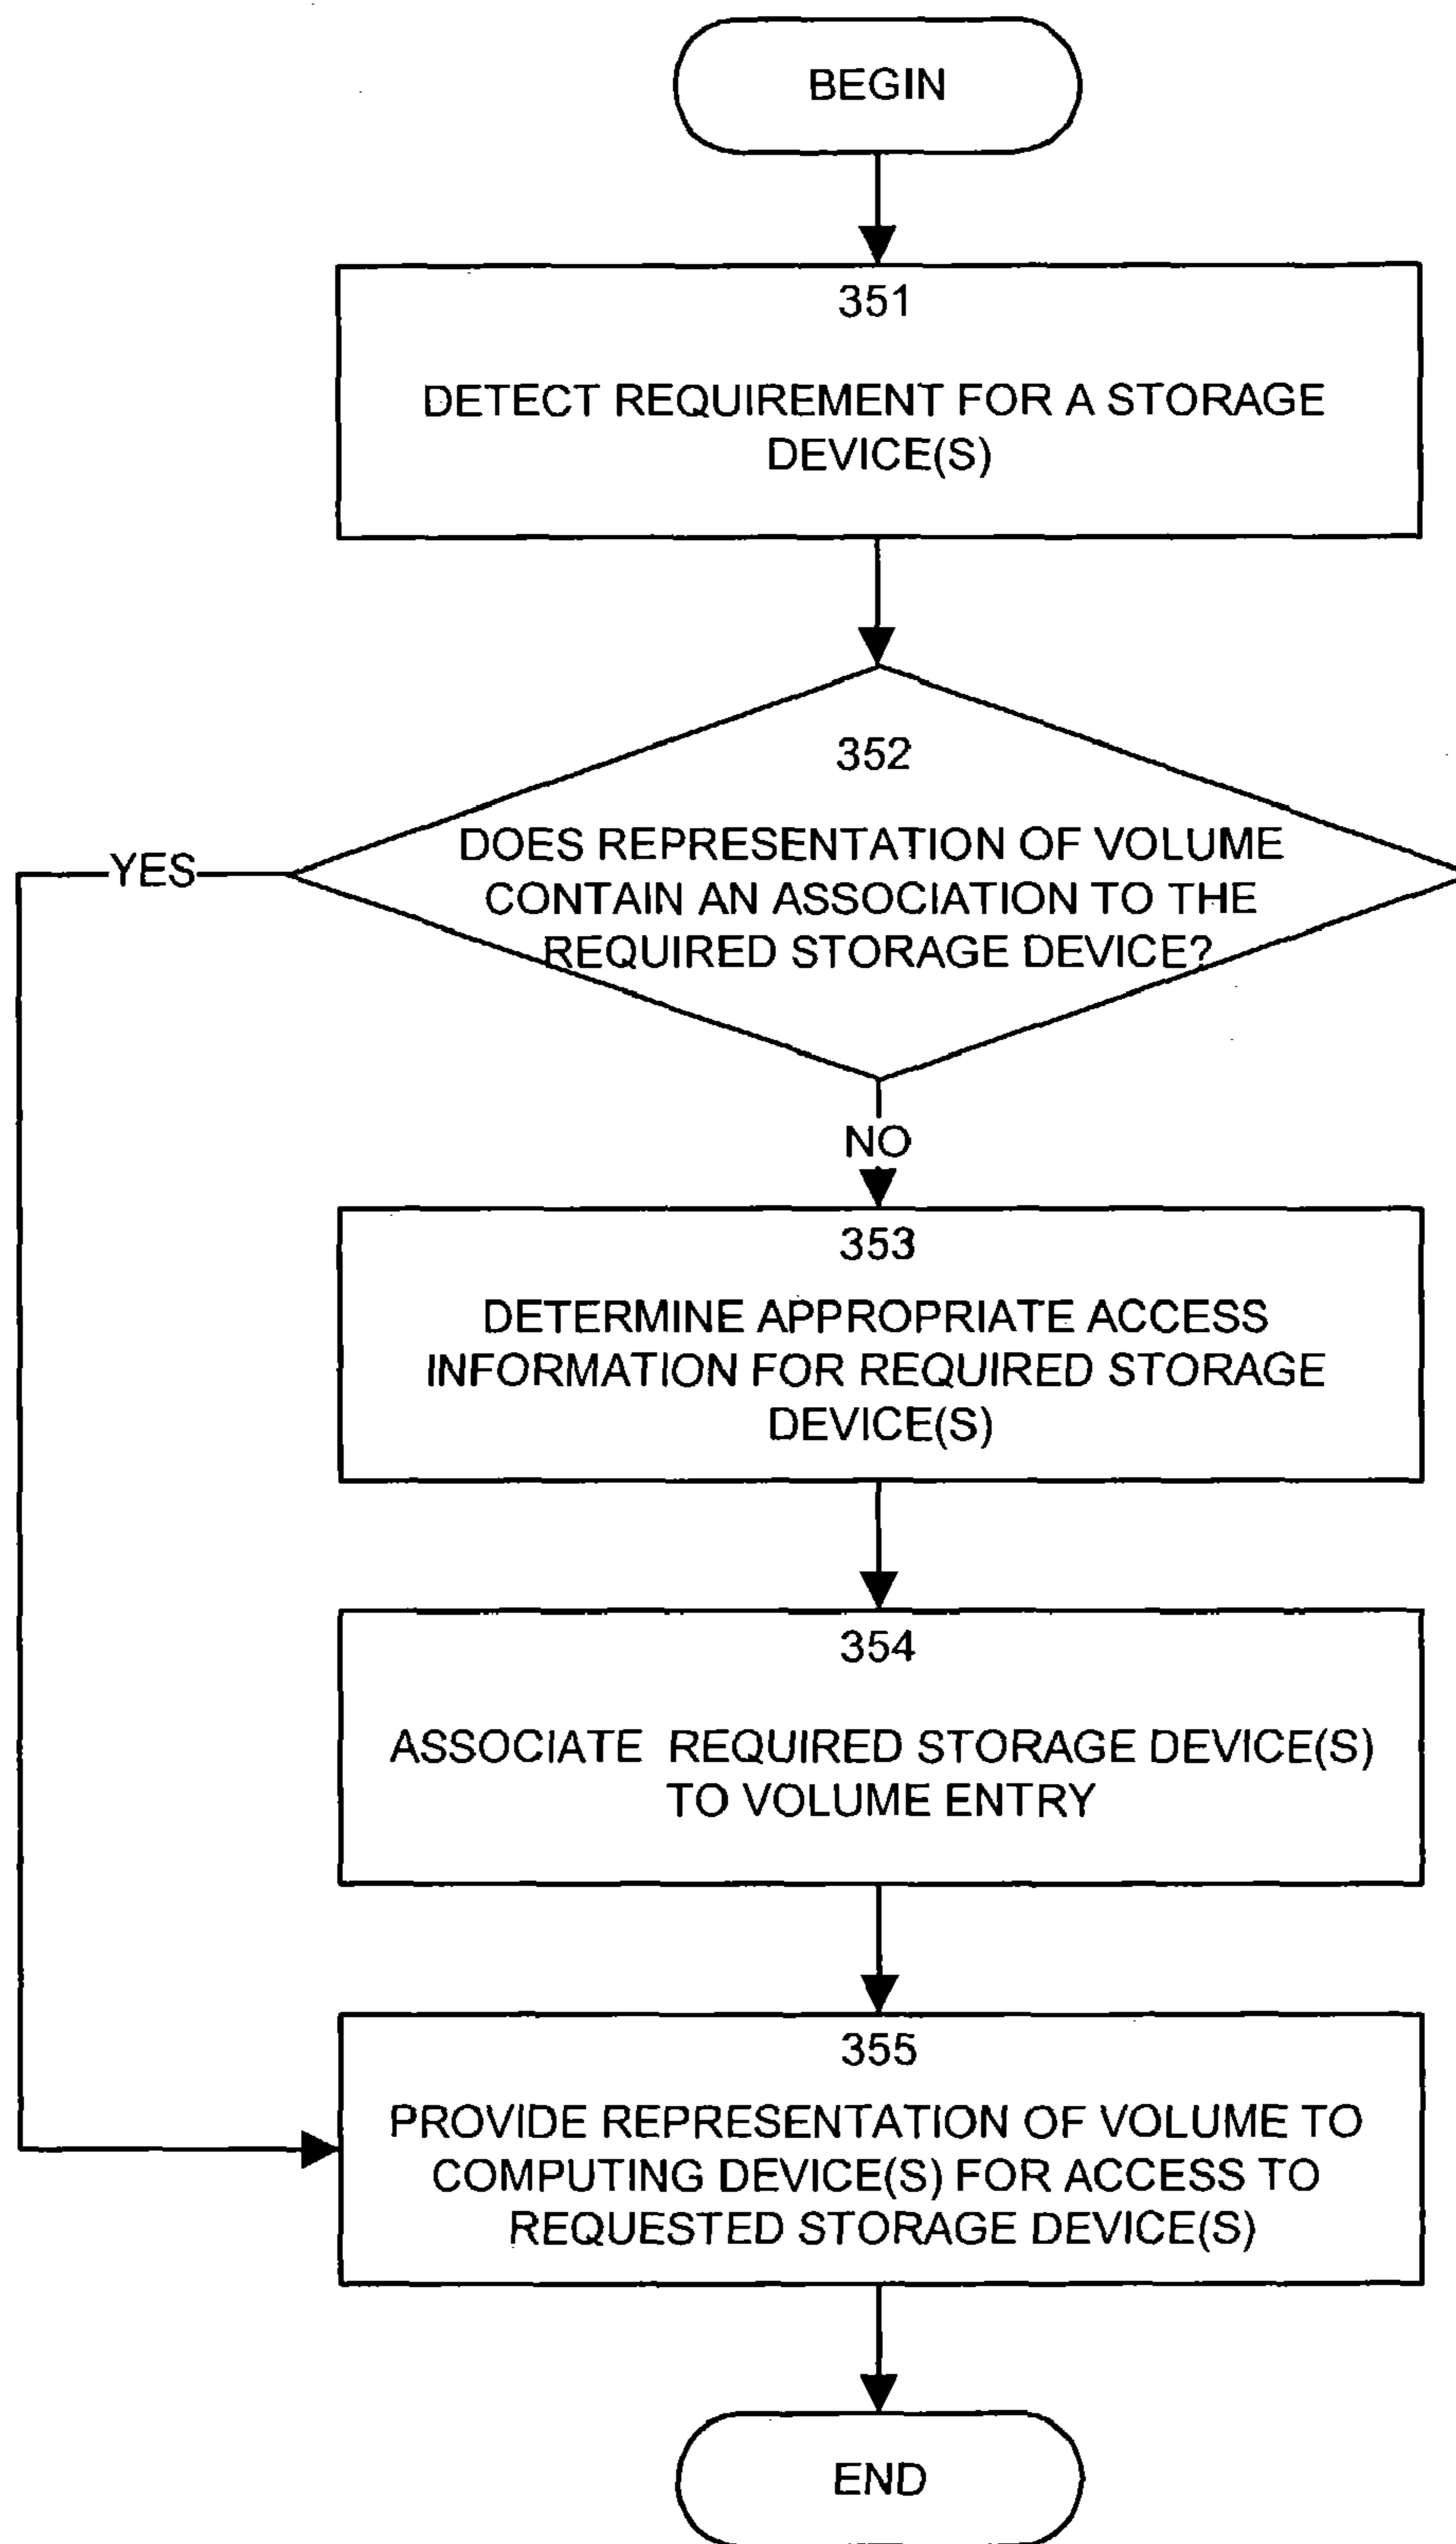 BEGIN
351
DETECT REQUIREMENT FOR A STORAGE
DEVICE(S)
352
DOES REPRESENTATION OF VOLUME
CONTAIN AN ASSOCIATION TO THE
REQUIRED STORAGE DEVICE?
YES
NO
353
DETERMINE APPROPRIATE ACCESS
INFORMATION FOR REQUIRED STORAGE
DEVICE(S)
354
ASSOCIATE REQUIRED STORAGE DEVICE(S)
TO VOLUME ENTRY
355
PROVIDE REPRESENTATION OF VOLUME TO
COMPUTING DEVICE(S) FOR ACCESS TO
REQUESTED STORAGE DEVICE(S)
END